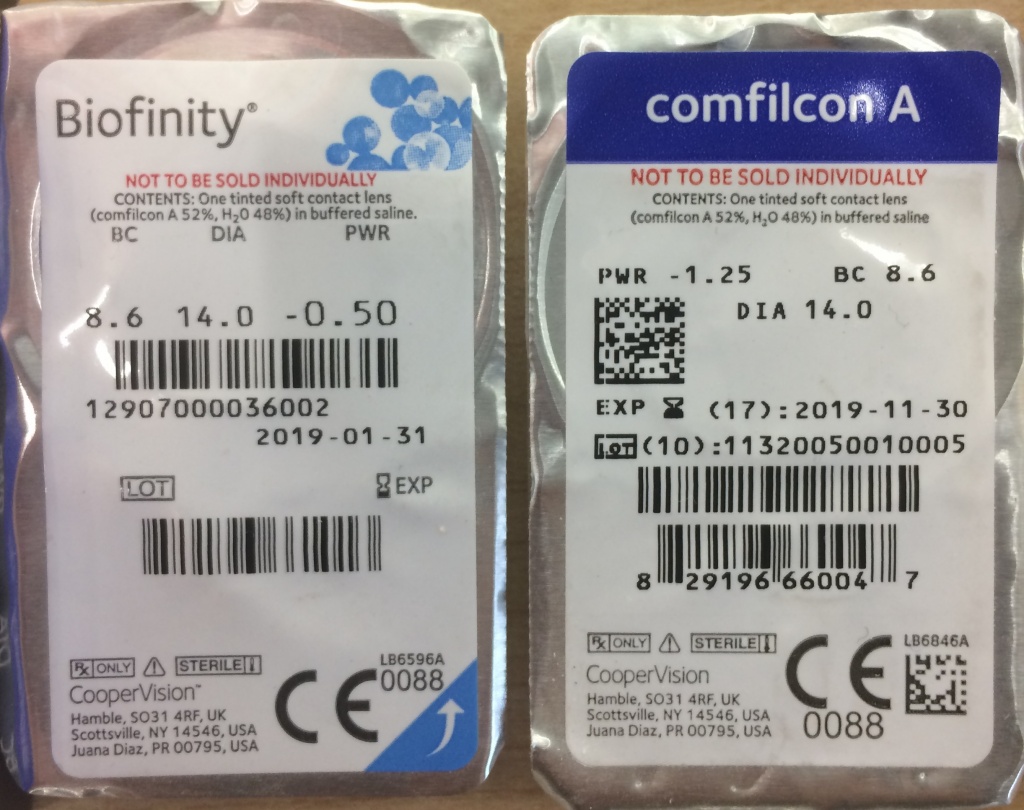 Biofinity®
NOT TO BE SOLD INDIVIDUALLY
CONTENTS: One tinted soft contact lens
(comfilcon A 52%, H₂O 48%) in buffered saline.
BC DIA PWR
8.6 14.0 -0.50
12907000036002
2019-01-31
LOT EXP
Rx ONLY STERILE
LB6596A
CE 0088
CooperVision™
Hamble, SO31 4RF, UK
Scottsville, NY 14546, USA
Juana Diaz, PR 00795, USA
comfilcon A
NOT TO BE SOLD INDIVIDUALLY
CONTENTS: One tinted soft contact lens
(comfilcon A 52%, H₂O 48%) in buffered saline
PWR -1.25 BC 8.6
DIA 14.0
EXP (17):2019-11-30
LOT (10):11320050010005
8 29196 66004 7
Rx ONLY STERILE
LB6846A
CE
0088
CooperVision
Hamble, SO31 4RF, UK
Scottsville, NY 14546, USA
Juana Diaz, PR 00795, USA